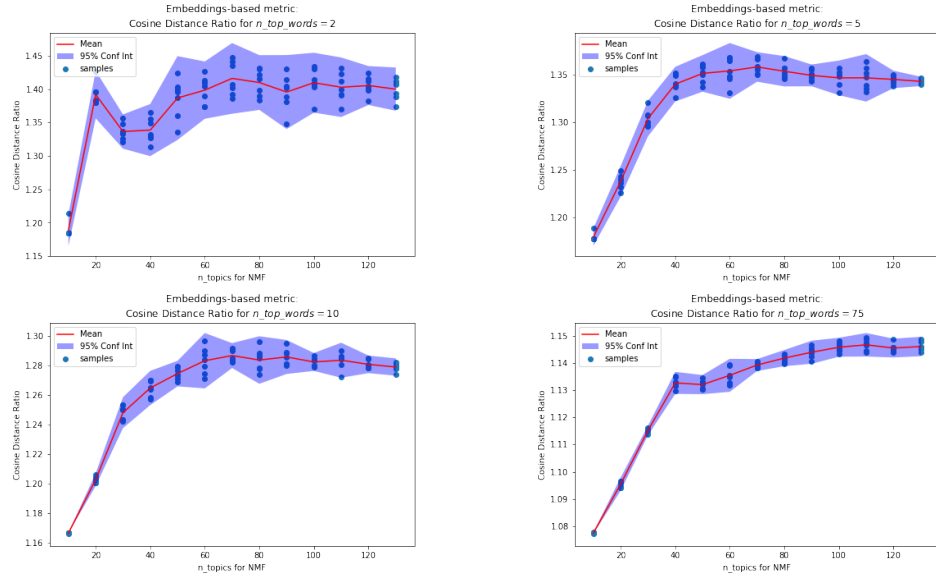 Embeddings-based metric:
Cosine Distance Ratio for n_top_words = 2
Mean
95% Conf Int
samples
Cosine Distance Ratio
1.45
1.40
1.35
1.30
1.25
1.20
1.15
20
40
60
80
100
120
n_topics for NMF
Embeddings-based metric:
Cosine Distance Ratio for n_top_words = 5
Mean
95% Conf Int
samples
Cosine Distance Ratio
1.35
1.30
1.25
1.20
20
40
60
80
100
120
n_topics for NMF
Embeddings-based metric:
Cosine Distance Ratio for n_top_words = 10
Mean
95% Conf Int
samples
Cosine Distance Ratio
1.30
1.28
1.26
1.24
1.22
1.20
1.18
1.16
20
40
60
80
100
120
n_topics for NMF
Embeddings-based metric:
Cosine Distance Ratio for n_top_words = 75
Mean
95% Conf Int
samples
Cosine Distance Ratio
1.15
1.14
1.13
1.12
1.11
1.10
1.09
1.08
20
40
60
80
100
120
n_topics for NMF